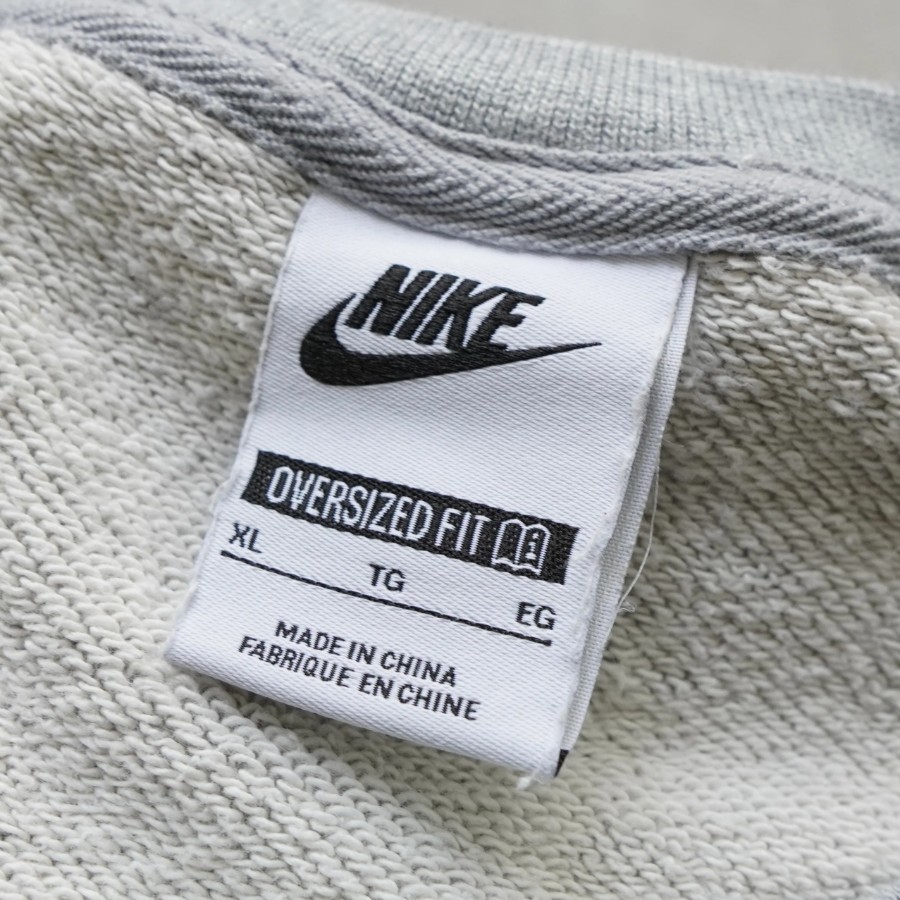 NIKE
OVERSIZED FIT
XL TG EG
MADE IN CHINA
FABRIQUE EN CHINE